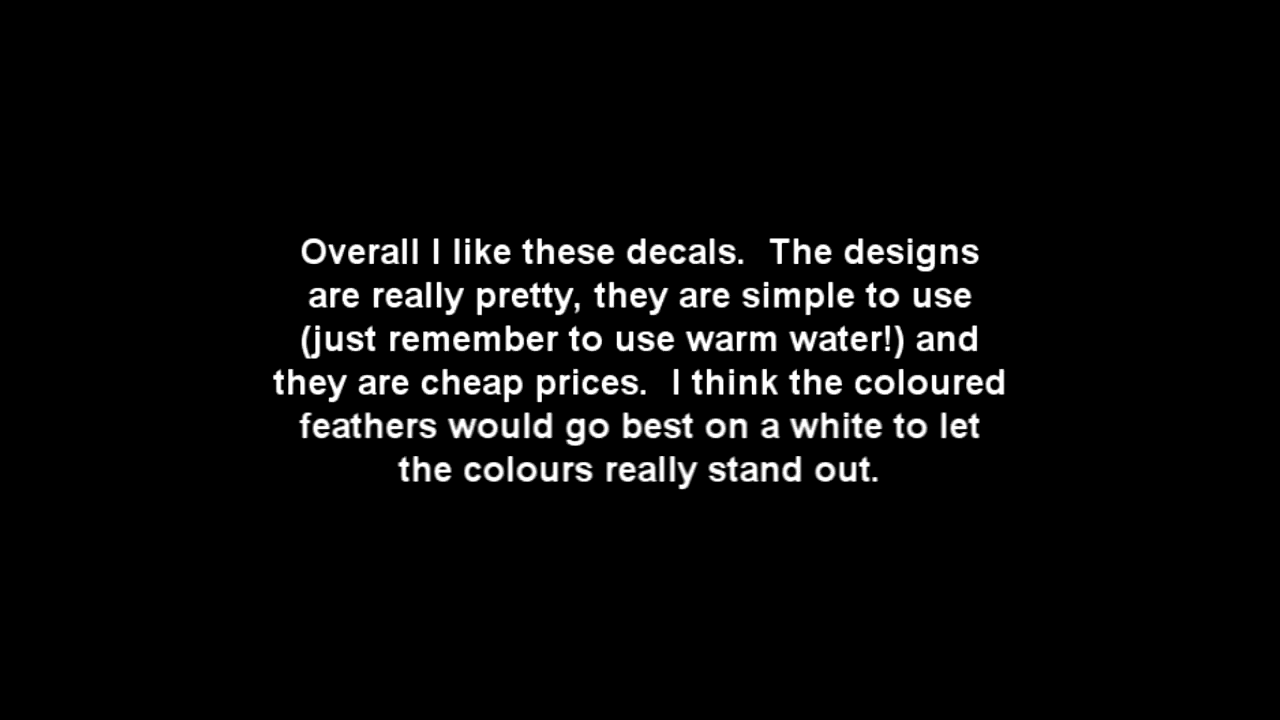 Overall I like these decals.  The designs
are really pretty, they are simple to use
(just remember to use warm water!) and
they are cheap prices.  I think the coloured
feathers would go best on a white to let
the colours really stand out.